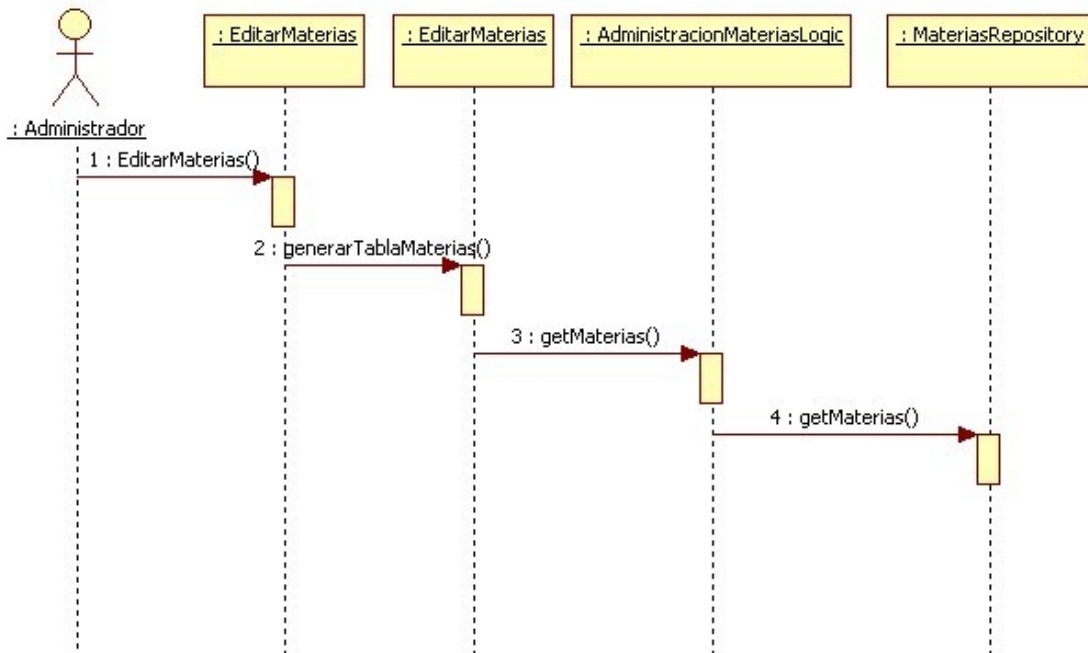 : EditarMaterias
: EditarMaterias
: AdministracionMateriasLogic
: MateriasRepository
: Administrador
1 : EditarMaterias()
2 : generarTablaMaterias()
3 : getMaterias()
4 : getMaterias()